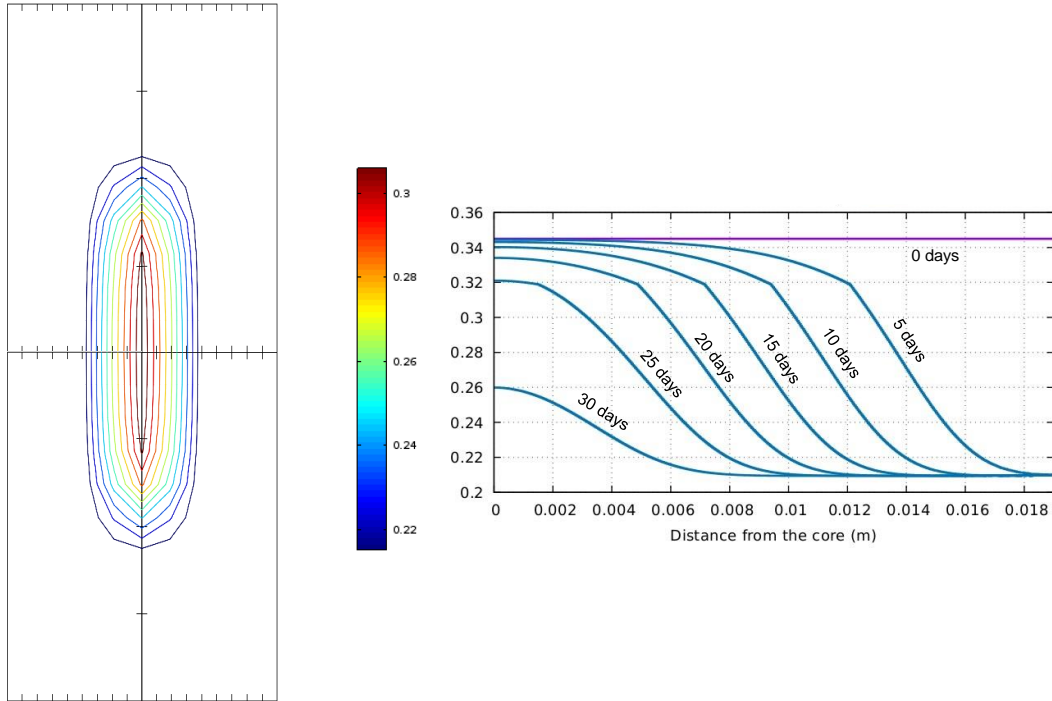 0.3
0.28
0.26
0.24
0.22
0.36
0.34
0.32
0.3
0.28
0.26
0.24
0.22
0.2
0 days
5 days
10 days
15 days
20 days
25 days
30 days
0 0.002 0.004 0.006 0.008 0.01 0.012 0.014 0.016 0.018
Distance from the core (m)